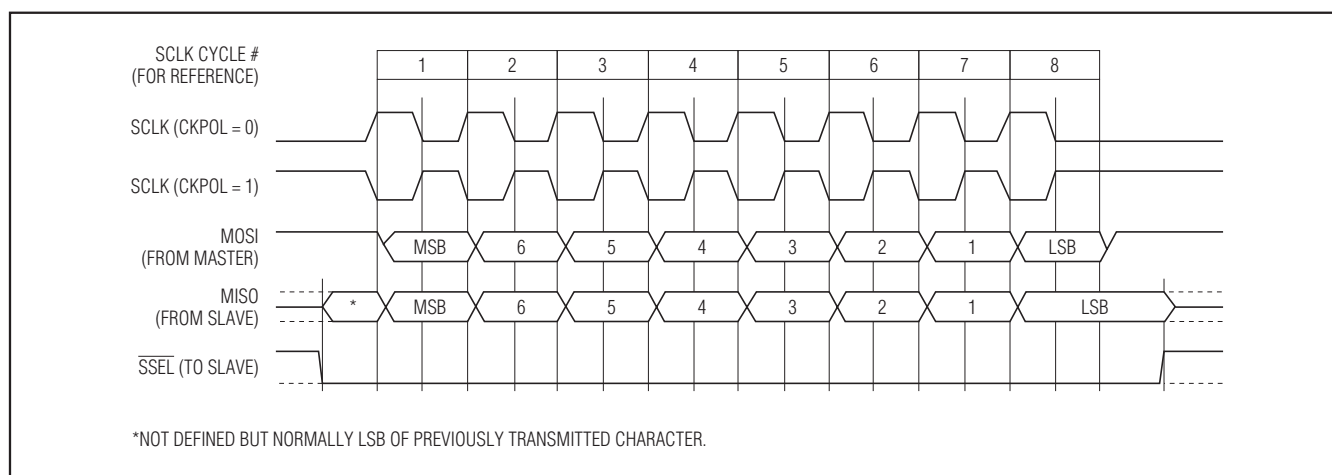 SCLK CYCLE #
(FOR REFERENCE)
1 2 3 4 5 6 7 8
SCLK (CKPOL = 0)
SCLK (CKPOL = 1)
MOSI
(FROM MASTER)
MSB 6 5 4 3 2 1 LSB
MISO
(FROM SLAVE)
* MSB 6 5 4 3 2 1 LSB
SSEL (TO SLAVE)
*NOT DEFINED BUT NORMALLY LSB OF PREVIOUSLY TRANSMITTED CHARACTER.